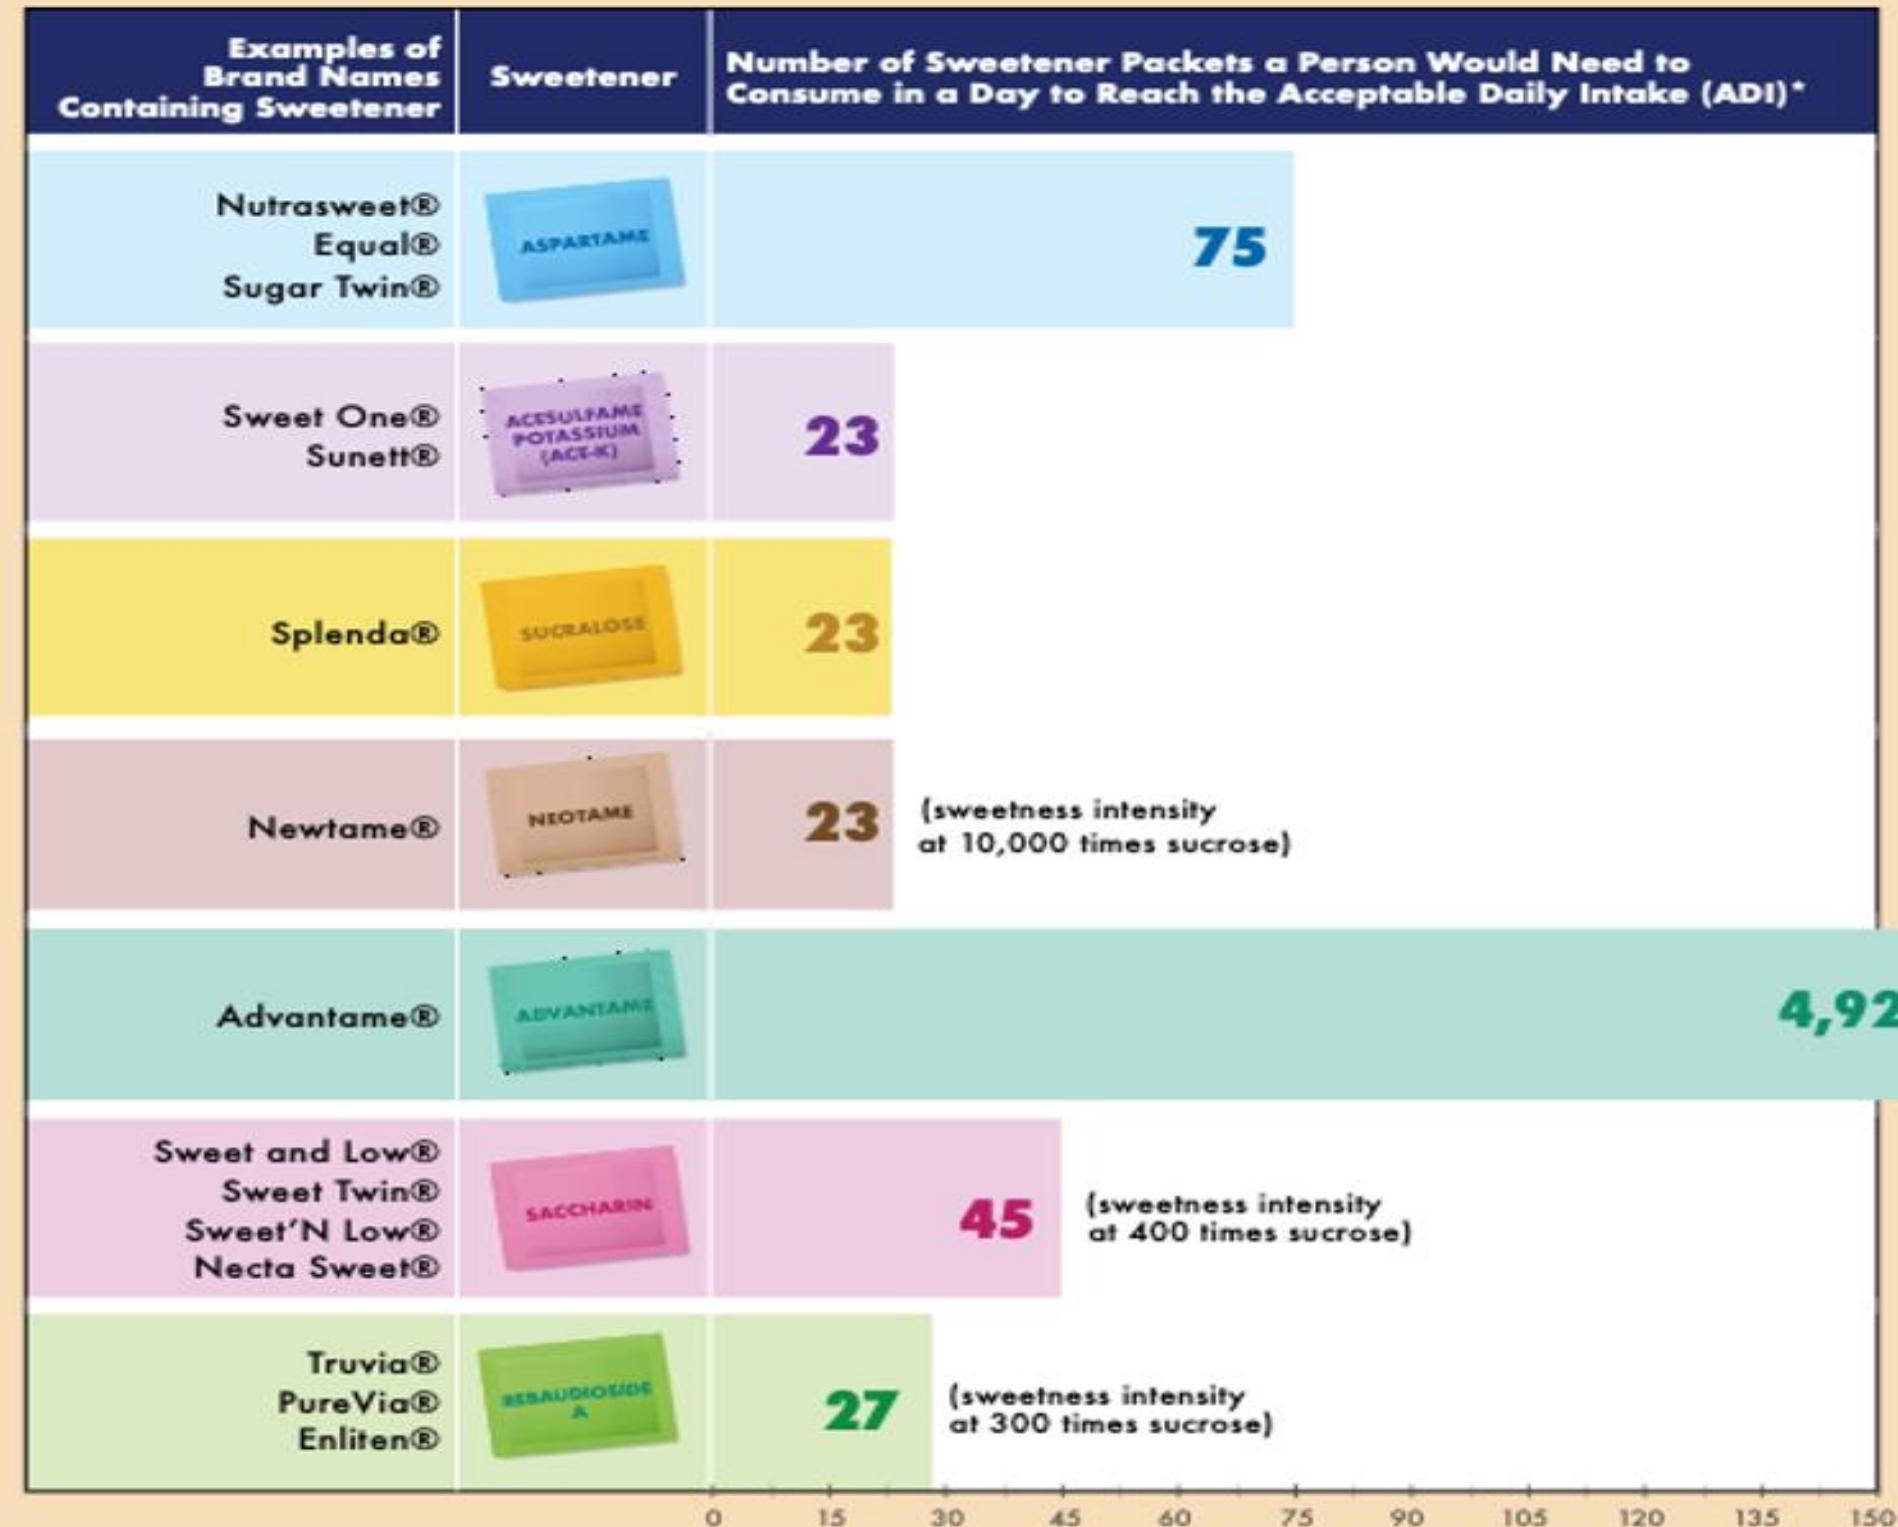 Examples of
Brand Names
Containing Sweetener
Sweetener
Number of Sweetener Packets a Person Would Need to
Consume in a Day to Reach the Acceptable Daily Intake (ADI)*
Nutrasweet®
Equal®
Sugar Twin®
ASPARTAME
75
Sweet One®
Sunett®
ACESULFAME
POTASSIUM
(ACE-K)
23
Splenda®
SUCRALOSE
23
Newtame®
NEOTAME
23
(sweetness intensity
at 10,000 times sucrose)
Advantame®
ADVANTAME
4,92
Sweet and Low®
Sweet Twin®
Sweet'N Low®
Necta Sweet®
SACCHARIN
45
(sweetness intensity
at 400 times sucrose)
Truvia®
PureVia®
Enliten®
REBAUDIOSIDE
A
27
(sweetness intensity
at 300 times sucrose)
0 15 30 45 60 75 90 105 120 135 150